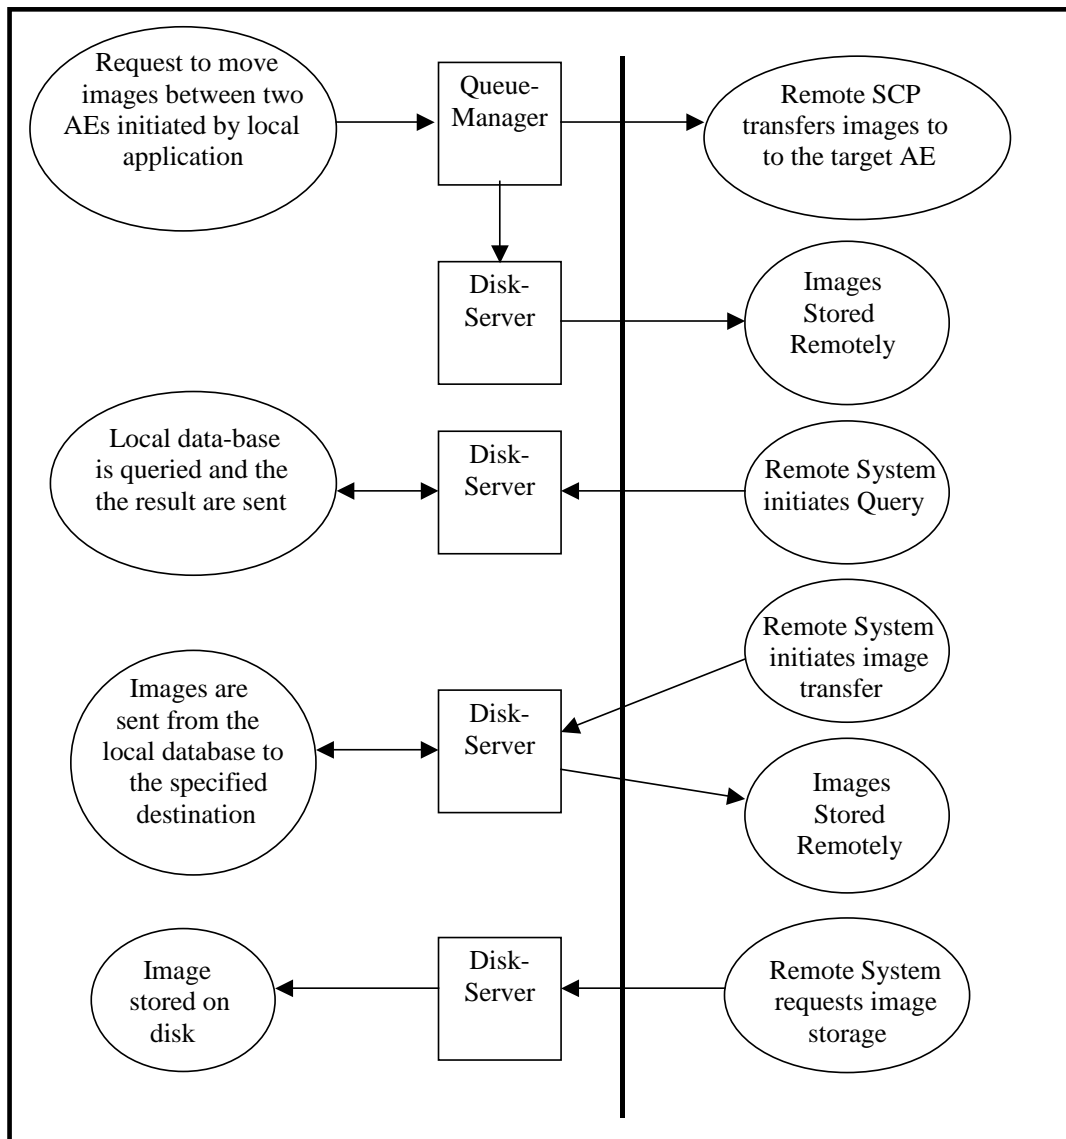 Request to move
images between two
AEs initiated by local
application
Queue-
Manager
Remote SCP
transfers images to
to the target AE
Disk-
Server
Images
Stored
Remotely
Local data-base
is queried and the
the result are sent
Disk-
Server
Remote System
initiates Query
Remote System
initiates image
transfer
Images are
sent from the
local database to
the specified
destination
Disk-
Server
Images
Stored
Remotely
Image
stored on
disk
Disk-
Server
Remote System
requests image
storage